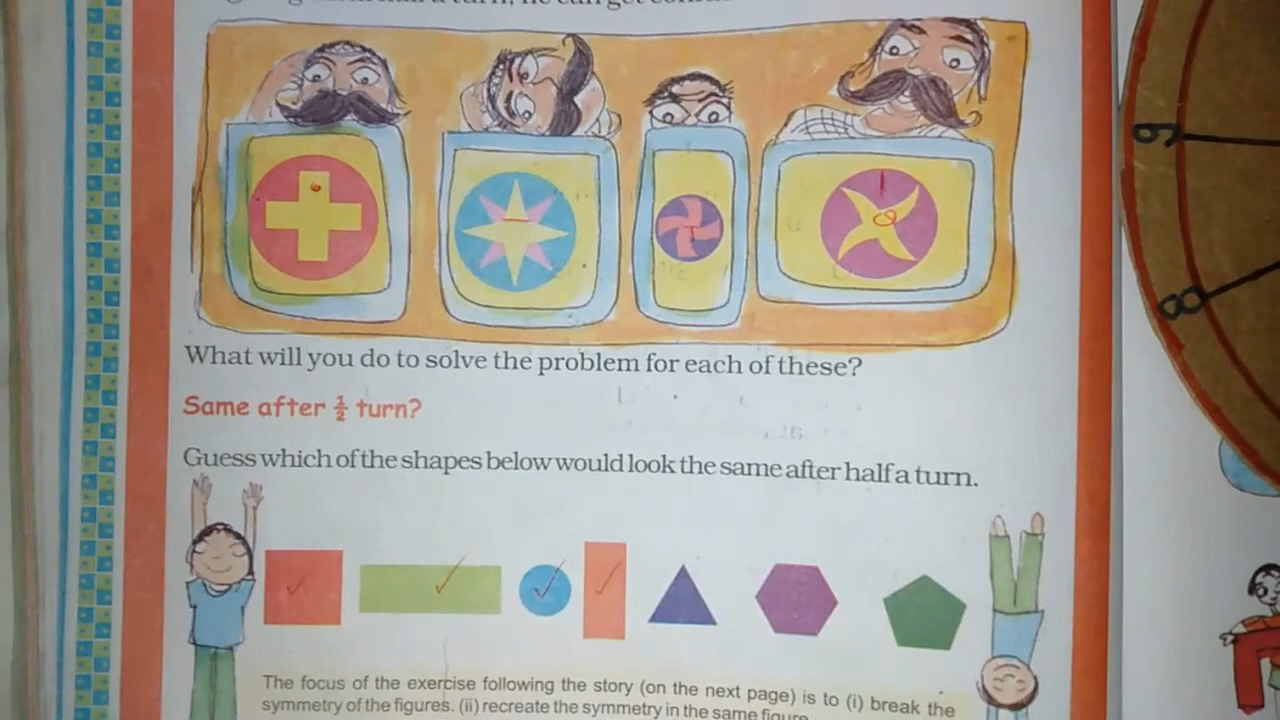 What will you do to solve the problem for each of these?
Same after ½ turn?
Guess which of the shapes below would look the same after half a turn.
The focus of the exercise following the story (on the next page) is to (i) break the
symmetry of the figures. (ii) recreate the symmetry in the same figure
9
8